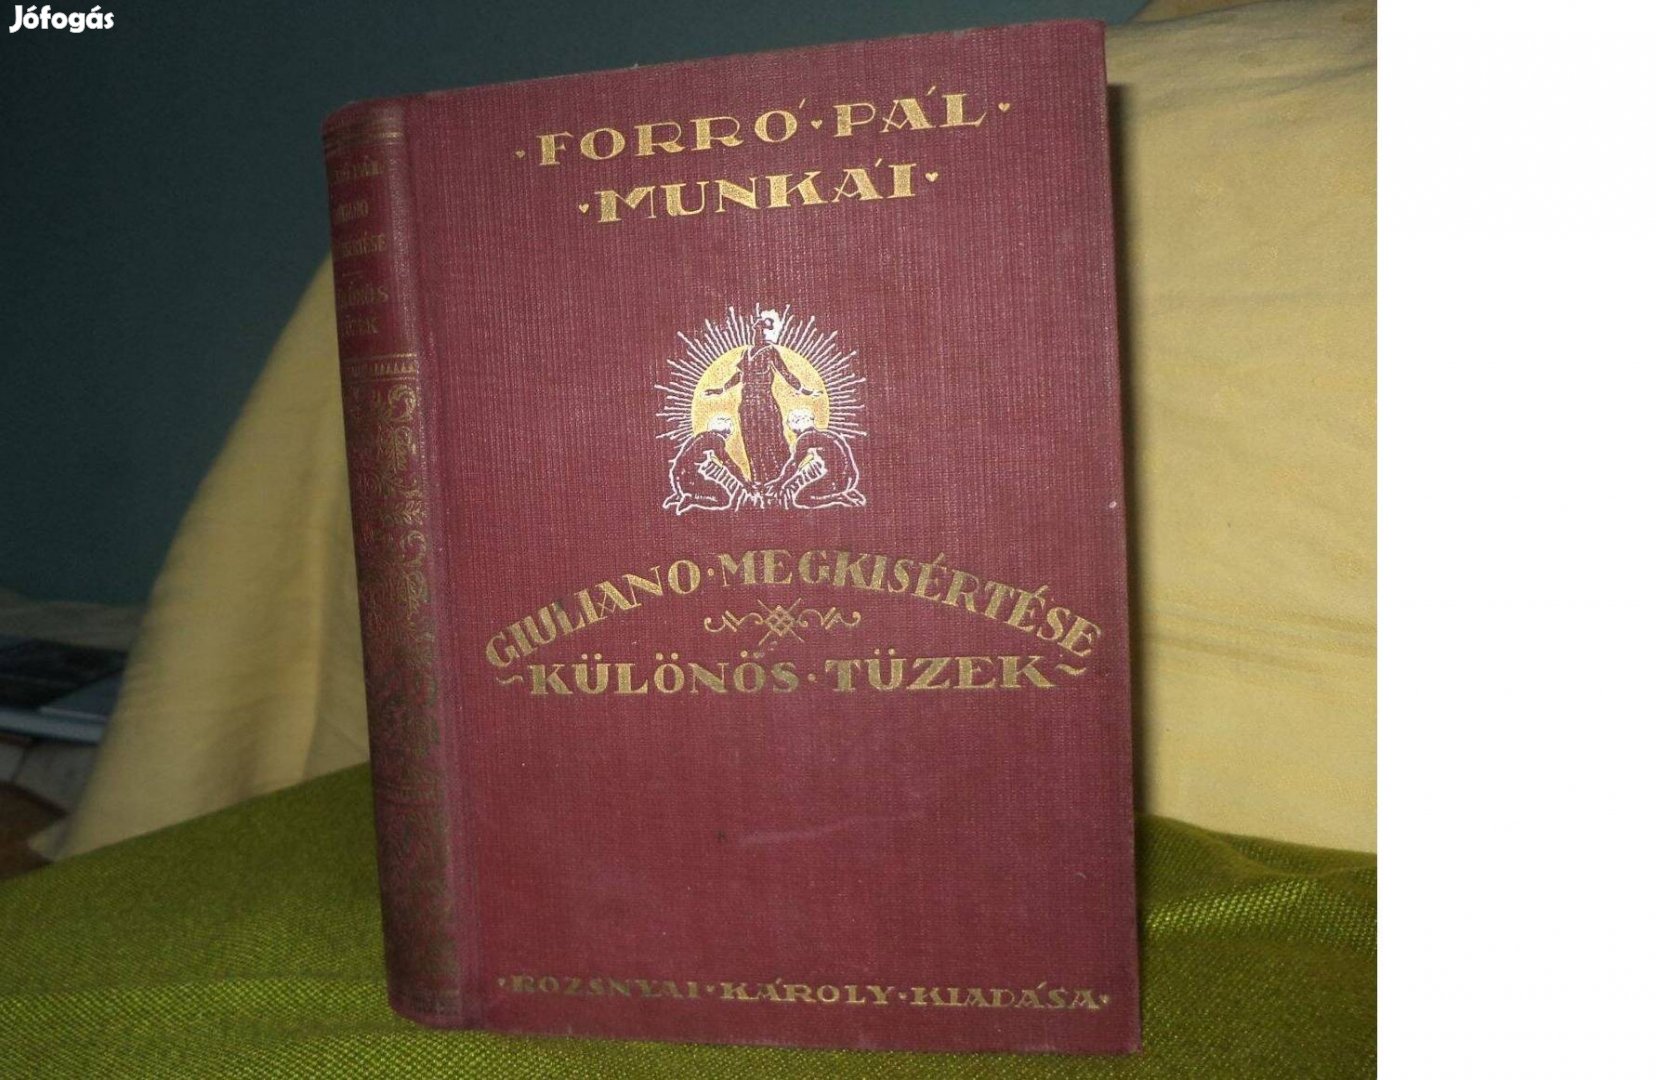 Jófogás
FORRÓ · PÁL
MUNKÁI
GIULIANO · MEGKISÉRTÉSE
KÜLÖNÖS · TÜZEK
ROZSNYAI · KÁROLY · KIADÁSA